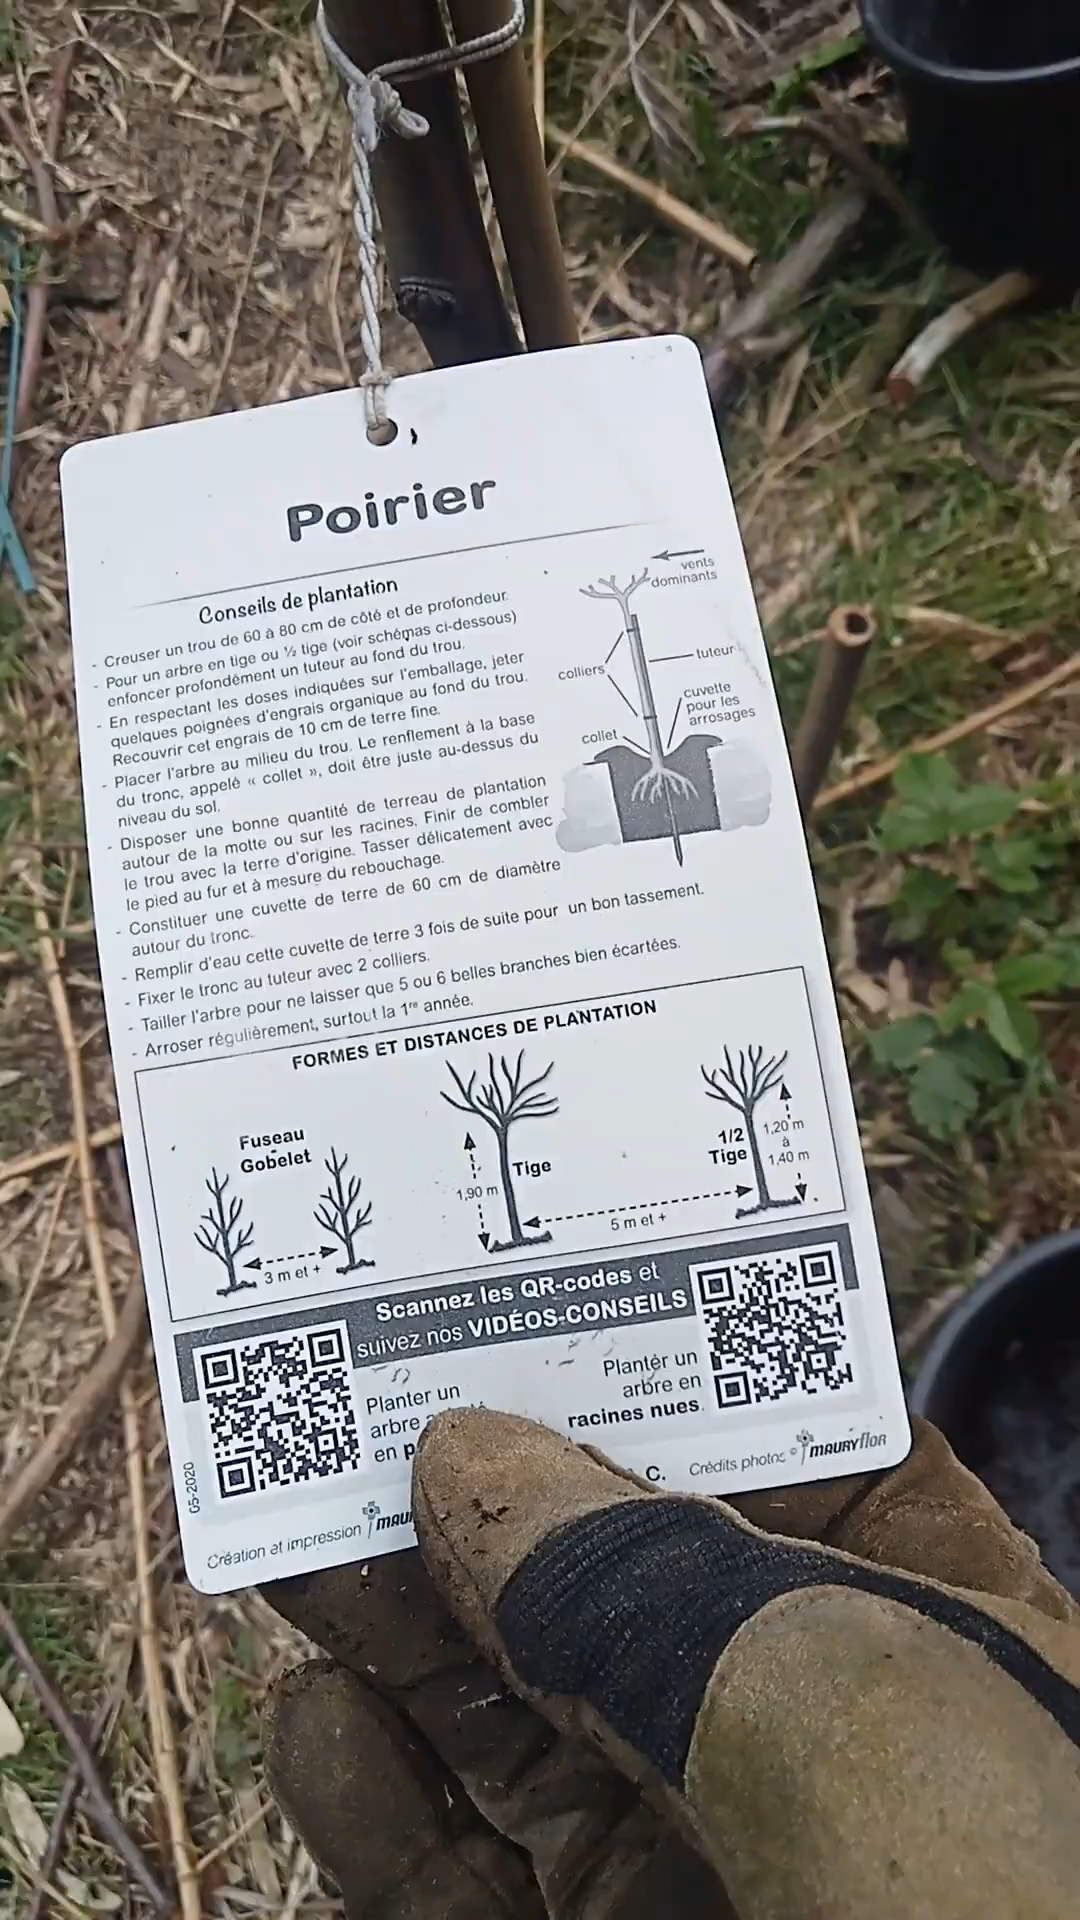 Poirier
Conseils de plantation
- Creuser un trou de 60 à 80 cm de côté et de profondeur.
- Pour un arbre en tige ou ½ tige (voir schémas ci-dessous)
enfoncer profondément un tuteur au fond du trou.
- En respectant les doses indiquées sur l'emballage, jeter
quelques poignées d'engrais organique au fond du trou.
Recouvrir cet engrais de 10 cm de terre fine.
- Placer l'arbre au milieu du trou. Le renflement à la base
du tronc, appelé « collet », doit être juste au-dessus du
niveau du sol.
- Disposer une bonne quantité de terreau de plantation
autour de la motte ou sur les racines. Finir de combler
le trou avec la terre d'origine. Tasser délicatement avec
le pied au fur et à mesure du rebouchage.
- Constituer une cuvette de terre de 60 cm de diamètre
autour du tronc.
- Remplir d'eau cette cuvette de terre 3 fois de suite pour un bon tassement.
- Fixer le tronc au tuteur avec 2 colliers.
- Tailler l'arbre pour ne laisser que 5 ou 6 belles branches bien écartées.
- Arroser régulièrement, surtout la 1re année.
vents
dominants
tuteur
colliers
cuvette
pour les
arrosages
collet
FORMES ET DISTANCES DE PLANTATION
Fuseau
Gobelet
3 m et +
1,90 m
Tige
5 m et +
1/2
Tige
1,20 m
à
1,40 m
Scannez les QR-codes et
suivez nos VIDÉOS-CONSEILS
Planter un
arbre
en
Planter un
arbre en
racines nues.
G5-2020
Création et impression
C. Crédits photos © MAURYflor